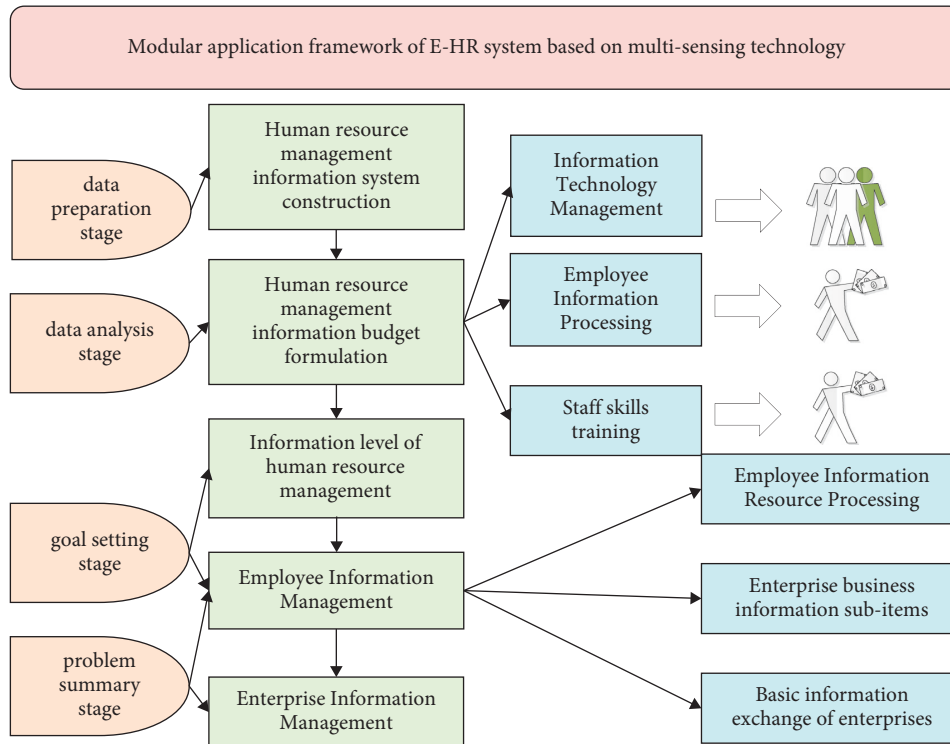 Modular application framework of E-HR system based on multi-sensing technology
data
preparation
stage
data analysis
stage
goal setting
stage
problem
summary
stage
Human resource
management
information system
construction
Human resource
management
information budget
formulation
Information level of
human resource
management
Employee Information
Management
Enterprise Information
Management
Information
Technology
Management
Employee
Information
Processing
Staff skills
training
Employee Information
Resource Processing
Enterprise business
information sub-items
Basic information
exchange of enterprises